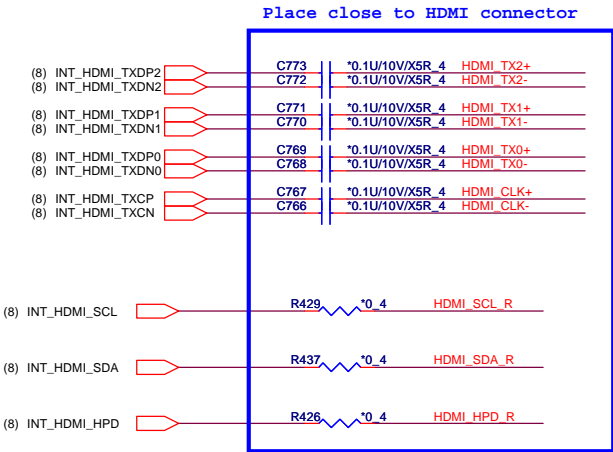 Place close to HDMI connector
(8) INT_HDMI_TXDP2 C773 *0.1U/10V/X5R_4 HDMI_TX2+
(8) INT_HDMI_TXDN2 C772 *0.1U/10V/X5R_4 HDMI_TX2-
(8) INT_HDMI_TXDP1 C771 *0.1U/10V/X5R_4 HDMI_TX1+
(8) INT_HDMI_TXDN1 C770 *0.1U/10V/X5R_4 HDMI_TX1-
(8) INT_HDMI_TXDP0 C769 *0.1U/10V/X5R_4 HDMI_TX0+
(8) INT_HDMI_TXDN0 C768 *0.1U/10V/X5R_4 HDMI_TX0-
(8) INT_HDMI_TXCP C767 *0.1U/10V/X5R_4 HDMI_CLK+
(8) INT_HDMI_TXCN C766 *0.1U/10V/X5R_4 HDMI_CLK-
(8) INT_HDMI_SCL R429 *0_4 HDMI_SCL_R
(8) INT_HDMI_SDA R437 *0_4 HDMI_SDA_R
(8) INT_HDMI_HPD R426 *0_4 HDMI_HPD_R